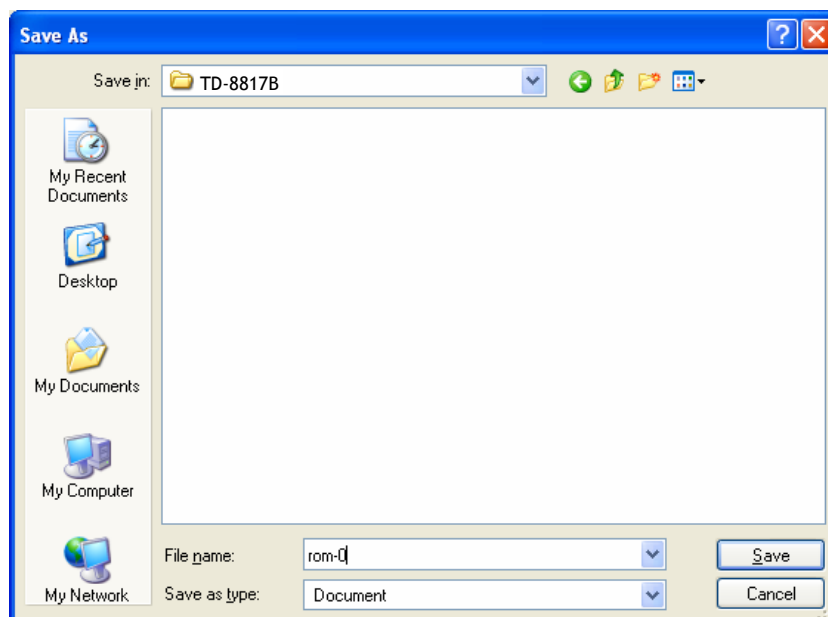 Save As
Save in:
TD-8817B
My Recent
Documents
Desktop
My Documents
My Computer
My Network
File name:
rom-0
Save
Save as type:
Document
Cancel